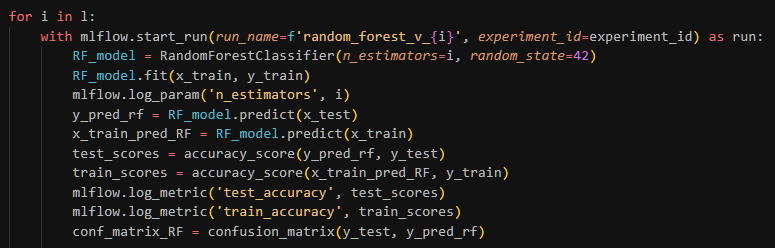 for i in l:
    with mlflow.start_run(run_name=f'random_forest_v_{i}', experiment_id=experiment_id) as run:
        RF_model = RandomForestClassifier(n_estimators=i, random_state=42)
        RF_model.fit(x_train, y_train)
        mlflow.log_param('n_estimators', i)
        y_pred_rf = RF_model.predict(x_test)
        x_train_pred_RF = RF_model.predict(x_train)
        test_scores = accuracy_score(y_pred_rf, y_test)
        train_scores = accuracy_score(x_train_pred_RF, y_train)
        mlflow.log_metric('test_accuracy', test_scores)
        mlflow.log_metric('train_accuracy', train_scores)
        conf_matrix_RF = confusion_matrix(y_test, y_pred_rf)